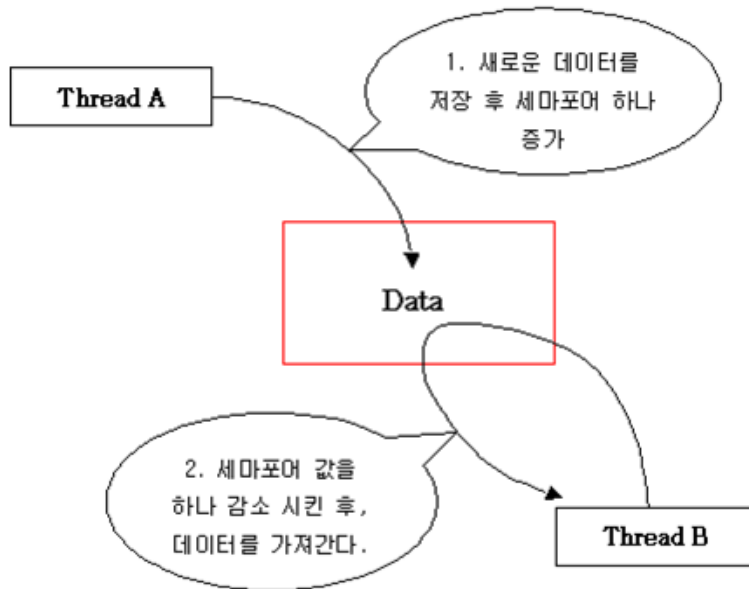 1. 새로운 데이터를
저장 후 세마포어 하나
증가
Thread A
Data
2. 세마포어 값을
하나 감소 시킨 후,
데이터를 가져간다.
Thread B